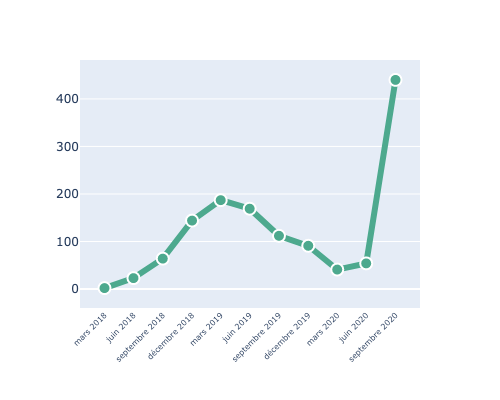 400
300
200
100
0
mars 2018
juin 2018
septembre 2018
décembre 2018
mars 2019
juin 2019
septembre 2019
décembre 2019
mars 2020
juin 2020
septembre 2020